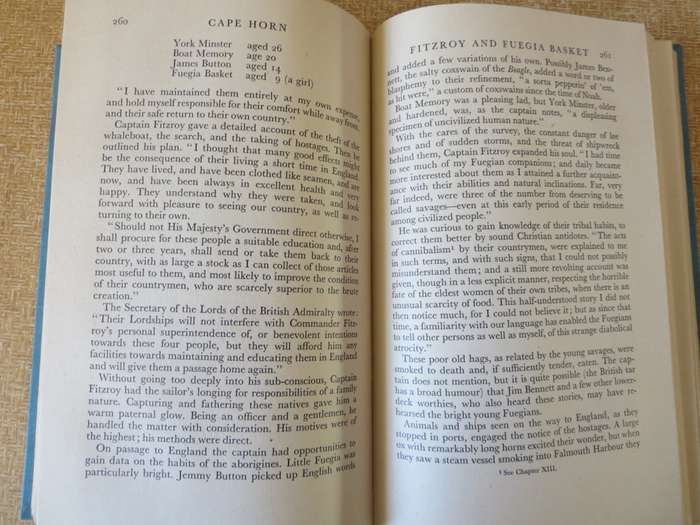 260 CAPE HORN
York Minster aged 26
Boat Memory age 20
James Button aged 14
Fuegia Basket aged 9 (a girl)
"I have maintained them entirely at my own expense,
and hold myself responsible for their comfort while away from,
and their safe return to their own country."
Captain Fitzroy gave a detailed account of the theft of the
whaleboat, the search, and the taking of hostages. Then he
outlined his plan. "I thought that many good effects might
be the consequence of their living a short time in England.
They have lived, and have been clothed like seamen, and are
now, and have been always in excellent health and very
happy. They understand why they were taken, and look
forward with pleasure to seeing our country, as well as re-
turning to their own.
"Should not His Majesty's Government direct otherwise, I
shall procure for these people a suitable education and, after
two or three years, shall send or take them back to their
country, with as large a stock as I can collect of those articles
most useful to them, and most likely to improve the condition
of their countrymen, who are scarcely superior to the brute
creation."
The Secretary of the Lords of the British Admiralty wrote:
"Their Lordships will not interfere with Commander Fitz-
roy's personal superintendence of, or benevolent intentions
towards these four people, but they will afford him any
facilities towards maintaining and educating them in England
and will give them a passage home again."
Without going too deeply into his sub-conscious, Captain
Fitzroy had the sailor's longing for responsibilities of a family
nature. Capturing and fathering these natives gave him a
warm paternal glow. Being an officer and a gentleman, he
handled the matter with consideration. His motives were of
the highest; his methods were direct.
On passage to England the captain had opportunities to
gain data on the habits of the aborigines. Little Fuegia was
particularly bright. Jemmy Button picked up English words
FITZROY AND FUEGIA BASKET 261
and added a few variations of his own. Possibly James Ben-
nett, the salty coxswain of the Beagle, added a word or two of
blasphemy to their refinement, "a sorta pepperin' of 'em,
as hit were," a custom of coxswains since the time of Noah.
Boat Memory was a pleasing lad, but York Minster, older
and hardened, was, as the captain notes, "a displeasing
specimen of uncivilized human nature."
With the cares of the survey, the constant danger of lee
shores and of sudden storms, and the threat of shipwreck
behind them, Captain Fitzroy expanded his soul. "I had time
to see much of my Fuegian companions; and daily became
more interested about them as I attained a further acquaint-
ance with their abilities and natural inclinations. Far, very
far indeed, were three of the number from deserving to be
called savages—even at this early period of their residence
among civilized people."
He was curious to gain knowledge of their tribal habits, to
correct them better by sound Christian antidotes. "The acts
of cannibalism¹ by their countrymen, were explained to me
in such terms, and with such signs, that I could not possibly
misunderstand them; and a still more revolting account was
given, though in a less explicit manner, respecting the horrible
fate of the eldest women of their own tribes, when there is an
unusual scarcity of food. This half-understood story I did not
then notice much, for I could not believe it; but as since that
time, a familiarity with our language has enabled the Fuegians
to tell other persons as well as myself, of this strange diabolical
atrocity."
These poor old hags, as related by the young savages, were
smoked to death and, if sufficiently tender, eaten. The cap-
tain does not mention, but it is quite possible (the British tar
has a broad humour) that Jim Bennett and a few other lower-
deck worthies, who also heard these stories, may have re-
hearsed the bright young Fuegians.
Animals and ships seen on the way to England, as they
stopped in ports, engaged the notice of the hostages. A large
ox with remarkably long horns excited their wonder, but when
they saw a steam vessel smoking into Falmouth Harbour they
¹ See Chapter XIII.